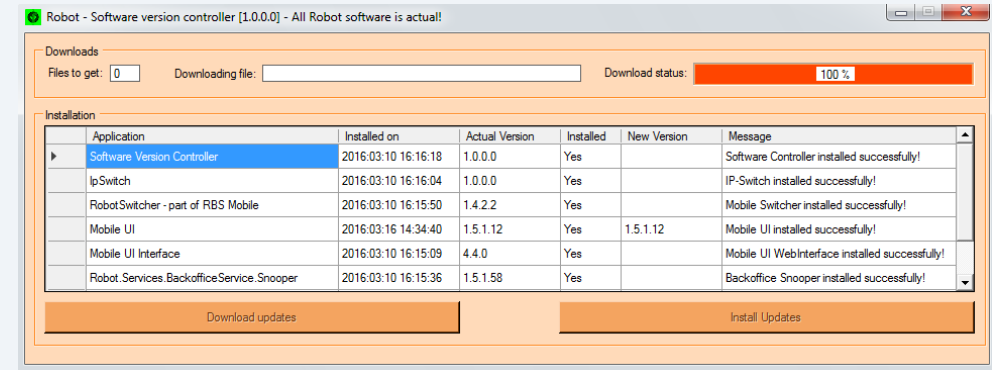 Robot - Software version controller [1.0.0.0] - All Robot software is actual!
Downloads
Files to get: 0 Downloading file: Download status: 100 %
Installation
Application Installed on Actual Version Installed New Version Message
Software Version Controller 2016:03:10 16:16:18 1.0.0.0 Yes Software Controller installed successfully!
IpSwitch 2016:03:10 16:16:04 1.0.0.0 Yes IP-Switch installed successfully!
RobotSwitcher - part of RBS Mobile 2016:03:10 16:15:50 1.4.2.2 Yes Mobile Switcher installed successfully!
Mobile UI 2016:03:16 14:34:40 1.5.1.12 Yes 1.5.1.12 Mobile UI installed successfully!
Mobile UI Interface 2016:03:10 16:15:09 4.4.0 Yes Mobile UI WebInterface installed successfully!
Robot.Services.BackofficeService.Snooper 2016:03:10 16:15:36 1.5.1.58 Yes Backoffice Snooper installed successfully!
Download updates Install Updates